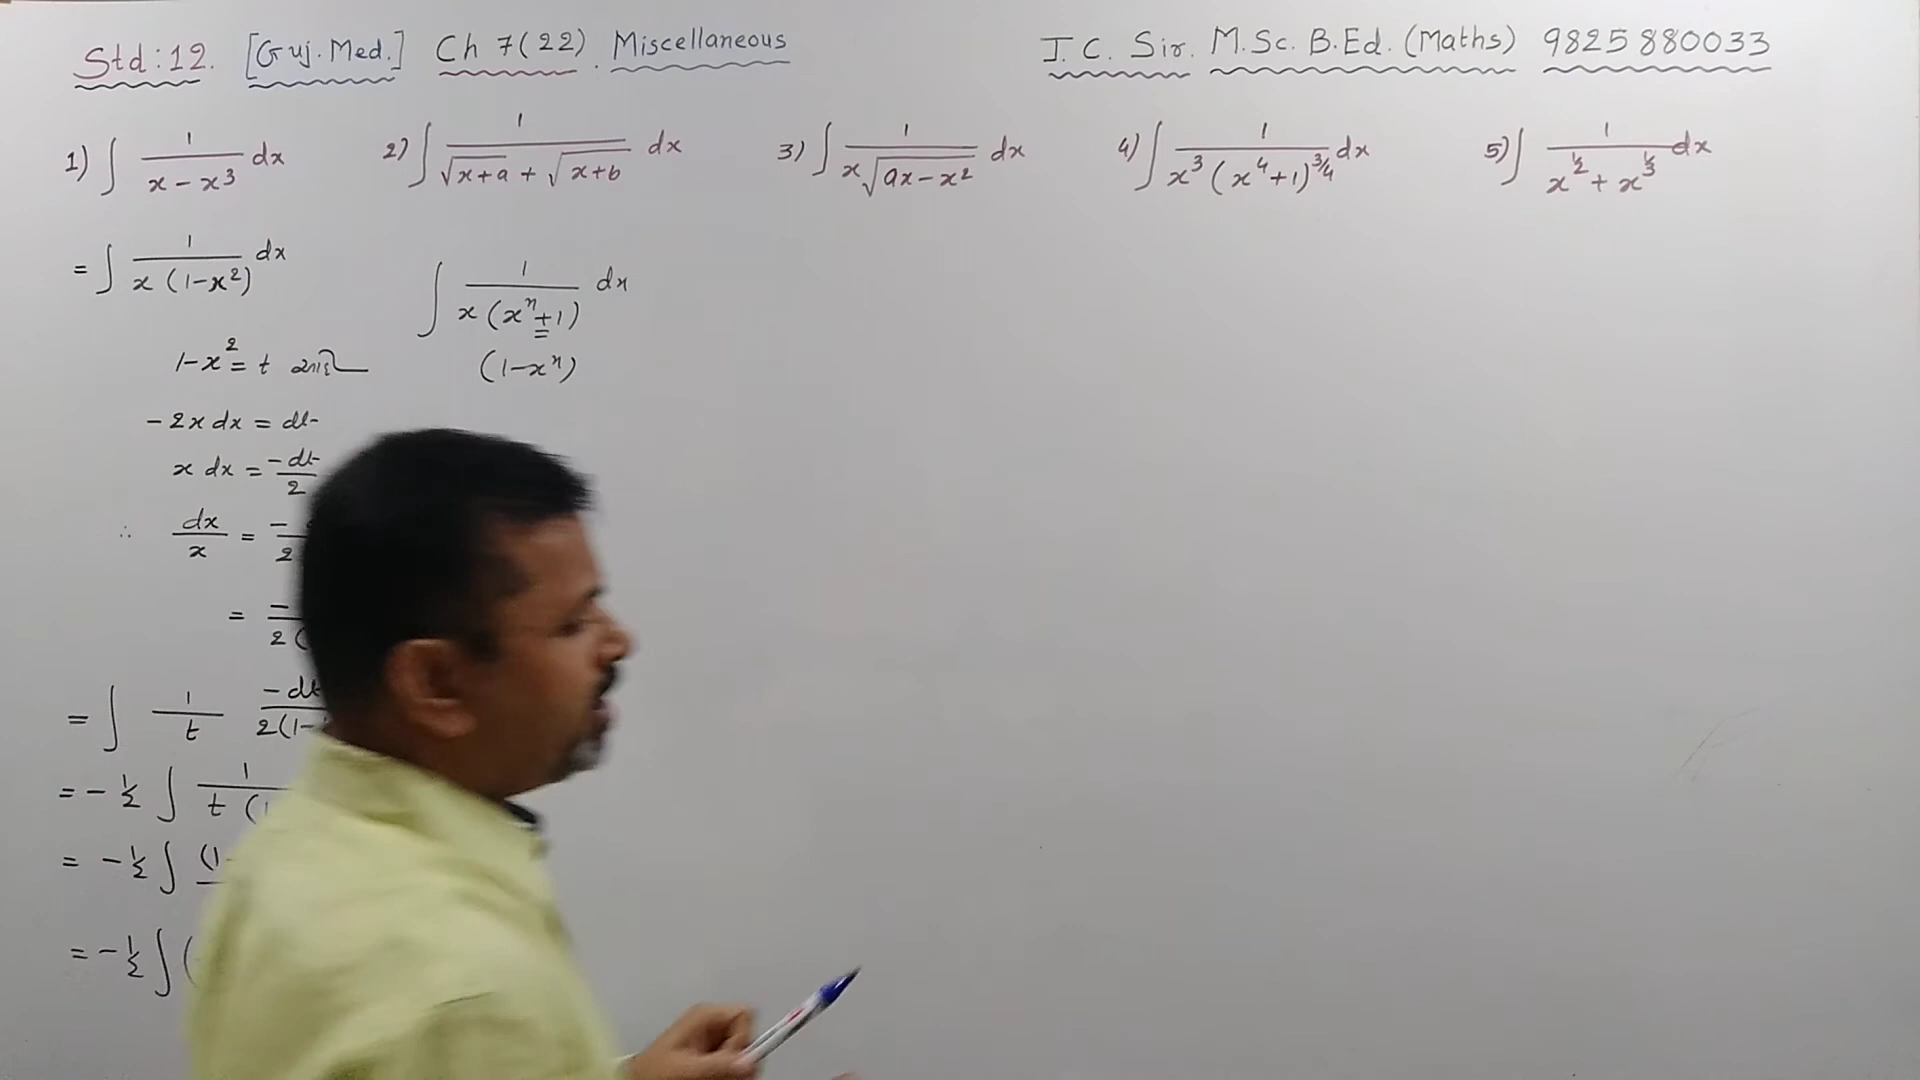 Std:12. [Guj. Med.] Ch 7(22). Miscellaneous
J. C. Sir. M.Sc. B.Ed. (Maths) 9825880033
1) ∫ 1/(x - x³) dx
2) ∫ 1/(√(x+a) + √(x+b)) dx
3) ∫ 1/(x√(ax-x²)) dx
4) ∫ 1/(x³(x⁴+1)^(3/4)) dx
5) ∫ 1/(x^(1/2) + x^(1/3)) dx
= ∫ 1/(x (1-x²)) dx
1-x² = t
-2x dx = dt
x dx = -dt/2
∴ dx/x = -
2
= -
2(
= ∫ 1/t -dt
2(1-
= -½ ∫ 1
t (
= -½ ∫ (1-
= -½ ∫ (
∫ 1/(x(xⁿ+1)) dx
(1-xⁿ)